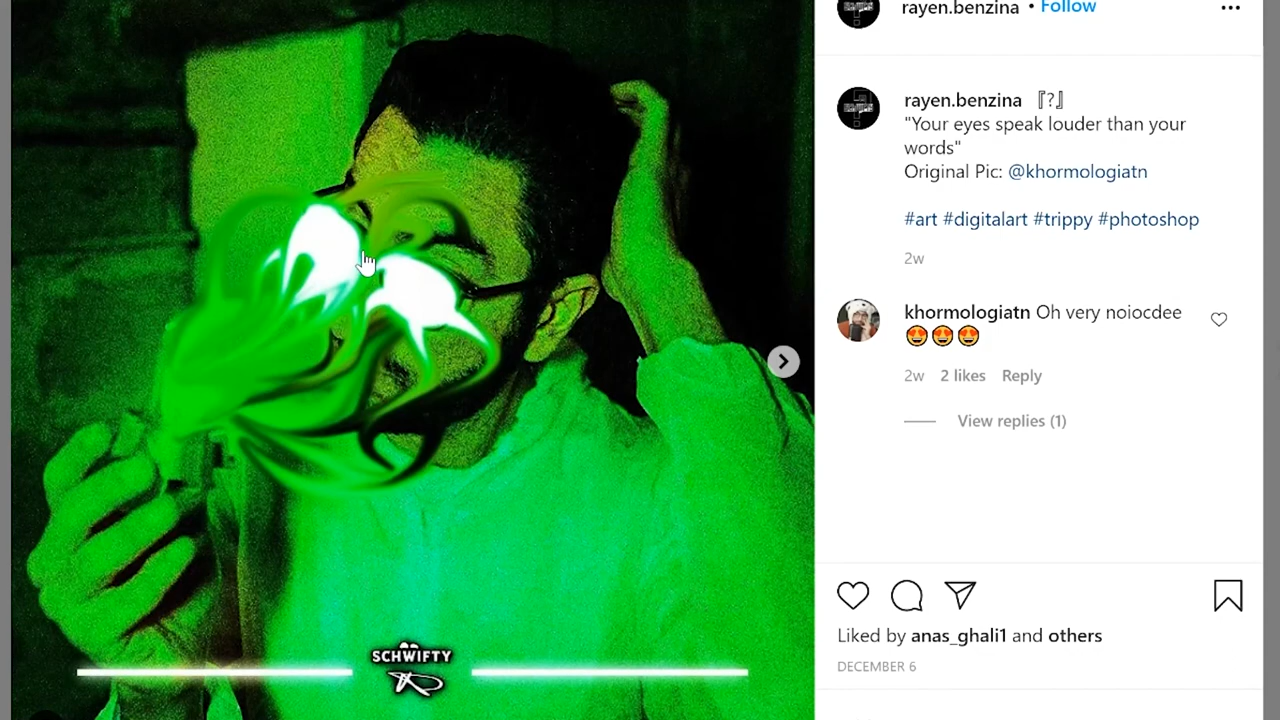 rayen.benzina • Follow
rayen.benzina 『?』
"Your eyes speak louder than your
words"
Original Pic: @khormologiatn
#art #digitalart #trippy #photoshop
2w
khormologiatn Oh very noiocdee
😍😍😍
2w 2 likes Reply
View replies (1)
Liked by anas_ghali1 and others
DECEMBER 6
SCHWIFTY